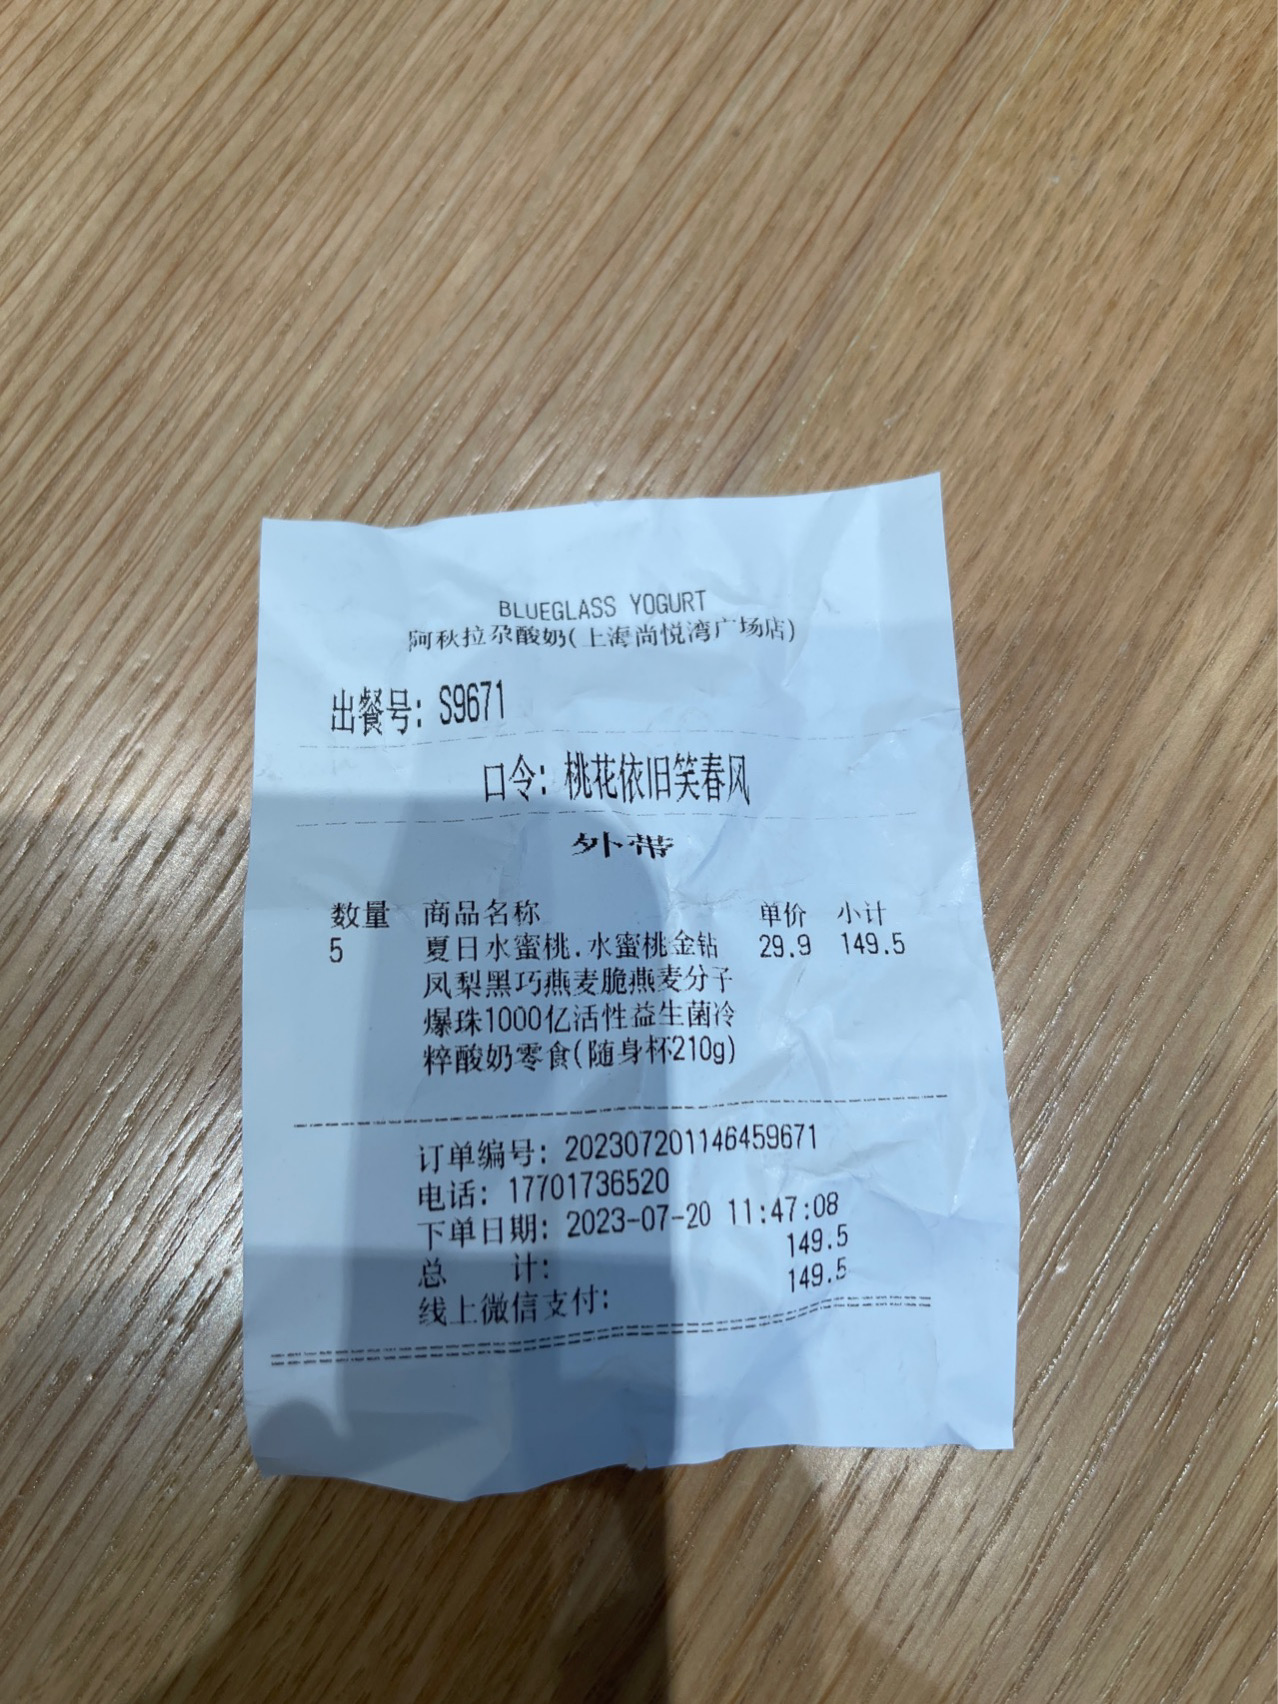 BLUEGLASS YOGURT
阿秋拉尕酸奶(上海尚悦湾广场店)
出餐号: S9671
口令: 桃花依旧笑春风
外带
数量 商品名称 单价 小计
5 夏日水蜜桃.水蜜桃金钻 29.9 149.5
凤梨黑巧燕麦脆燕麦分子
爆珠1000亿活性益生菌冷
粹酸奶零食(随身杯210g)
订单编号: 202307201146459671
电话: 17701736520
下单日期: 2023-07-20 11:47:08
总 计: 149.5
线上微信支付: 149.5